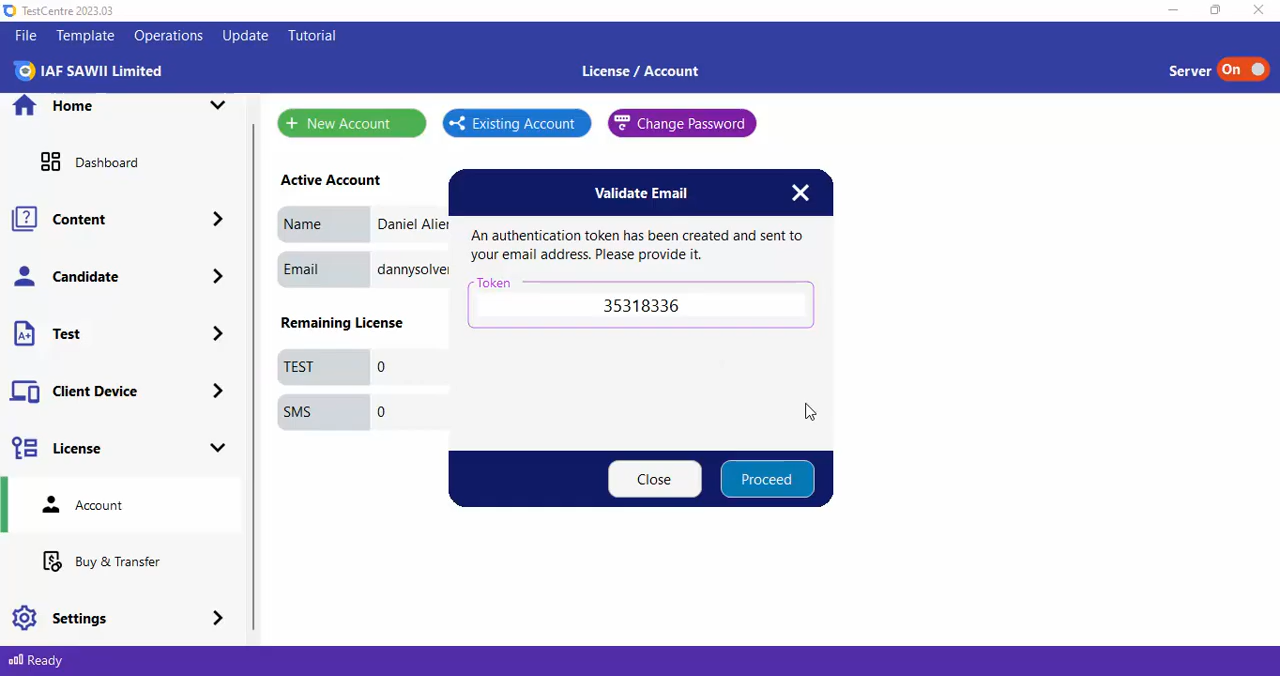 TestCentre 2023.03
File Template Operations Update Tutorial
IAF SAWII Limited
License / Account
Server On
Home
Dashboard
Content
Candidate
Test
Client Device
License
Account
Buy & Transfer
Settings
+ New Account
Existing Account
Change Password
Active Account
Name Daniel Alier
Email dannysolver
Remaining License
TEST 0
SMS 0
Validate Email
An authentication token has been created and sent to
your email address. Please provide it.
Token
35318336
Close
Proceed
Ready